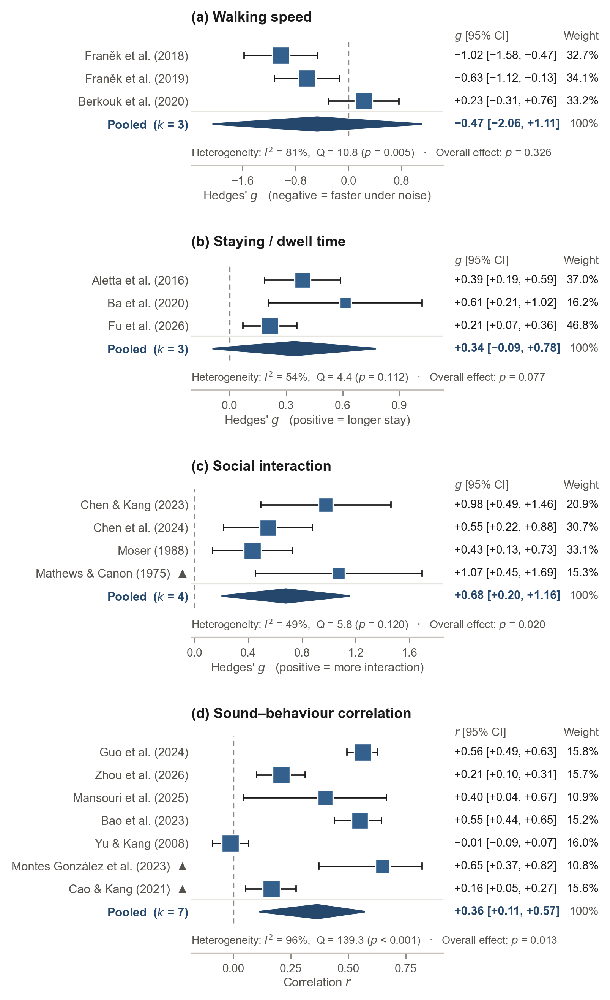 (a) Walking speed
g [95% CI] Weight
Franěk et al. (2018) −1.02 [−1.58, −0.47] 32.7%
Franěk et al. (2019) −0.63 [−1.12, −0.13] 34.1%
Berkouk et al. (2020) +0.23 [−0.31, +0.76] 33.2%
Pooled (k = 3) −0.47 [−2.06, +1.11] 100%
Heterogeneity: I² = 81%, Q = 10.8 (p = 0.005) · Overall effect: p = 0.326
−1.6 −0.8 0.0 0.8
Hedges' g (negative = faster under noise)
(b) Staying / dwell time
g [95% CI] Weight
Aletta et al. (2016) +0.39 [+0.19, +0.59] 37.0%
Ba et al. (2020) +0.61 [+0.21, +1.02] 16.2%
Fu et al. (2026) +0.21 [+0.07, +0.36] 46.8%
Pooled (k = 3) +0.34 [−0.09, +0.78] 100%
Heterogeneity: I² = 54%, Q = 4.4 (p = 0.112) · Overall effect: p = 0.077
0.0 0.3 0.6 0.9
Hedges' g (positive = longer stay)
(c) Social interaction
g [95% CI] Weight
Chen & Kang (2023) +0.98 [+0.49, +1.46] 20.9%
Chen et al. (2024) +0.55 [+0.22, +0.88] 30.7%
Moser (1988) +0.43 [+0.13, +0.73] 33.1%
Mathews & Canon (1975) ▲ +1.07 [+0.45, +1.69] 15.3%
Pooled (k = 4) +0.68 [+0.20, +1.16] 100%
Heterogeneity: I² = 49%, Q = 5.8 (p = 0.120) · Overall effect: p = 0.020
0.0 0.4 0.8 1.2 1.6
Hedges' g (positive = more interaction)
(d) Sound–behaviour correlation
r [95% CI] Weight
Guo et al. (2024) +0.56 [+0.49, +0.63] 15.8%
Zhou et al. (2026) +0.21 [+0.10, +0.31] 15.7%
Mansouri et al. (2025) +0.40 [+0.04, +0.67] 10.9%
Bao et al. (2023) +0.55 [+0.44, +0.65] 15.2%
Yu & Kang (2008) −0.01 [−0.09, +0.07] 16.0%
Montes González et al. (2023) ▲ +0.65 [+0.37, +0.82] 10.8%
Cao & Kang (2021) ▲ +0.16 [+0.05, +0.27] 15.6%
Pooled (k = 7) +0.36 [+0.11, +0.57] 100%
Heterogeneity: I² = 96%, Q = 139.3 (p < 0.001) · Overall effect: p = 0.013
0.00 0.25 0.50 0.75
Correlation r